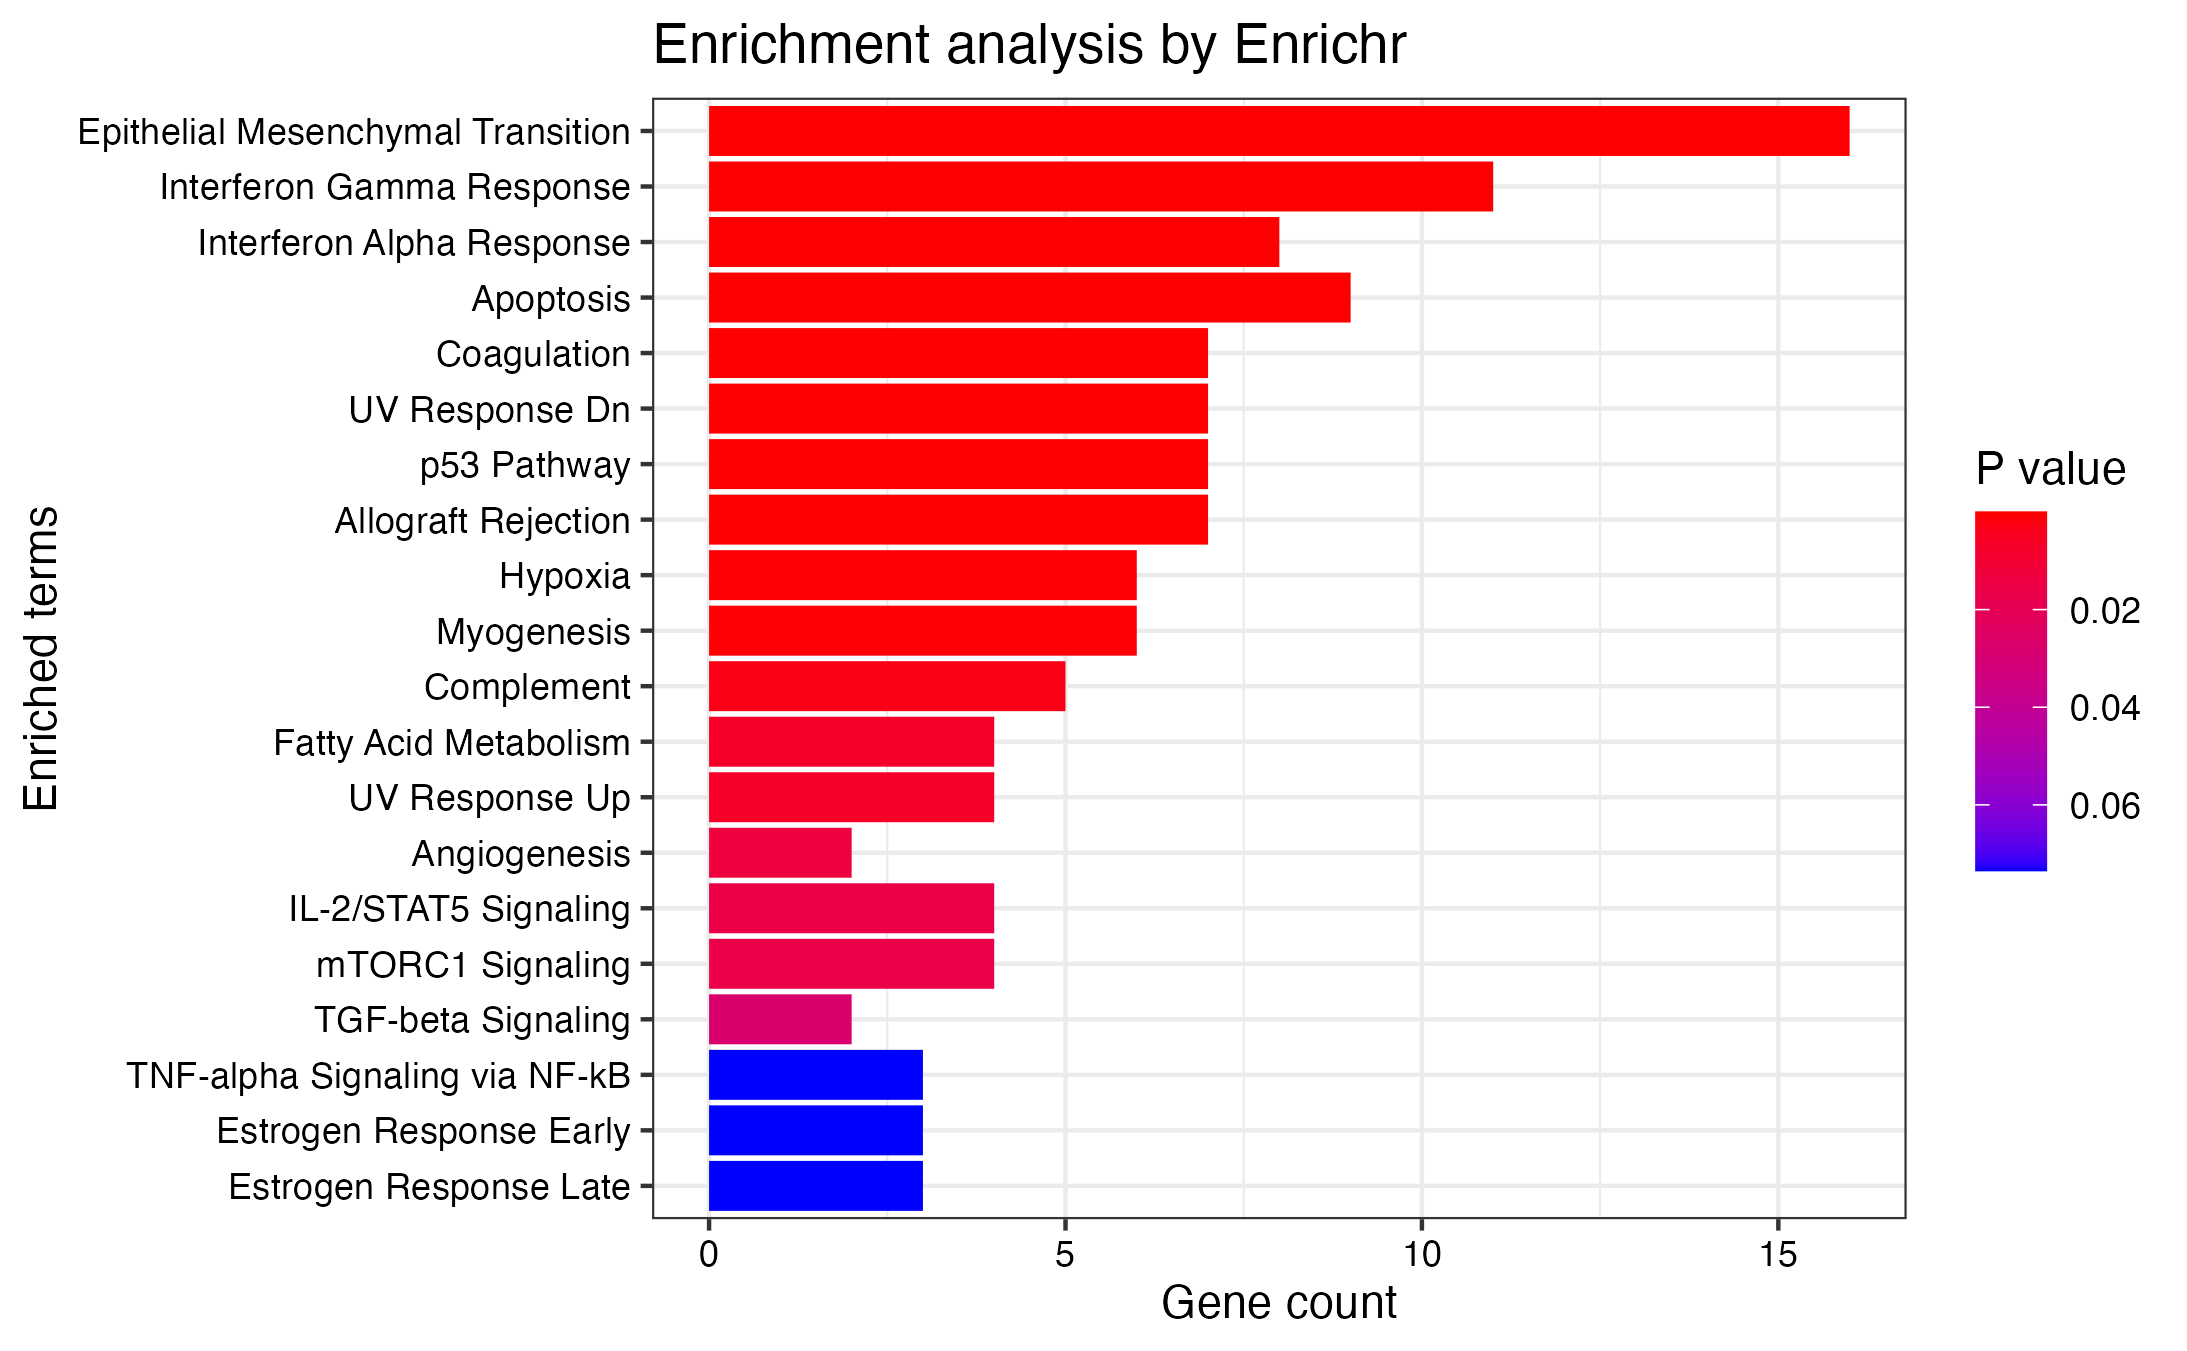 Enrichment analysis by Enrichr
Epithelial Mesenchymal Transition
Interferon Gamma Response
Interferon Alpha Response
Apoptosis
Coagulation
UV Response Dn
p53 Pathway
Allograft Rejection
Hypoxia
Myogenesis
Complement
Fatty Acid Metabolism
UV Response Up
Angiogenesis
IL-2/STAT5 Signaling
mTORC1 Signaling
TGF-beta Signaling
TNF-alpha Signaling via NF-kB
Estrogen Response Early
Estrogen Response Late
Enriched terms
0 5 10 15
Gene count
P value
0.02
0.04
0.06